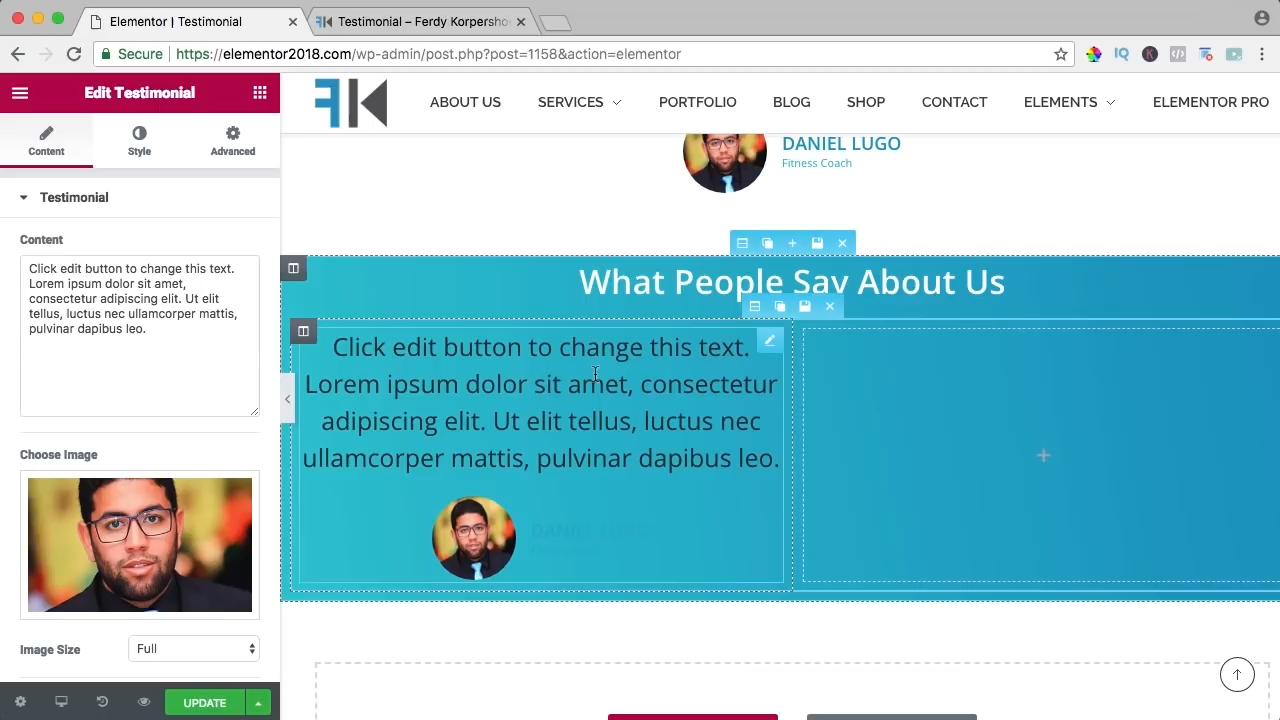 Elementor | Testimonial
Testimonial – Ferdy Korpersho
Secure
https://elementor2018.com/wp-admin/post.php?post=1158&action=elementor
Edit Testimonial
FK
ABOUT US
SERVICES
PORTFOLIO
BLOG
SHOP
CONTACT
ELEMENTS
ELEMENTOR PRO
Content
Style
Advanced
DANIEL LUGO
Fitness Coach
Testimonial
Content
Click edit button to change this text.
Lorem ipsum dolor sit amet,
consectetur adipiscing elit. Ut elit
tellus, luctus nec ullamcorper mattis,
pulvinar dapibus leo.
What People Say About Us
Click edit button to change this text.
Lorem ipsum dolor sit amet, consectetur
adipiscing elit. Ut elit tellus, luctus nec
ullamcorper mattis, pulvinar dapibus leo.
DANIEL LUGO
Choose Image
Image Size
Full
UPDATE